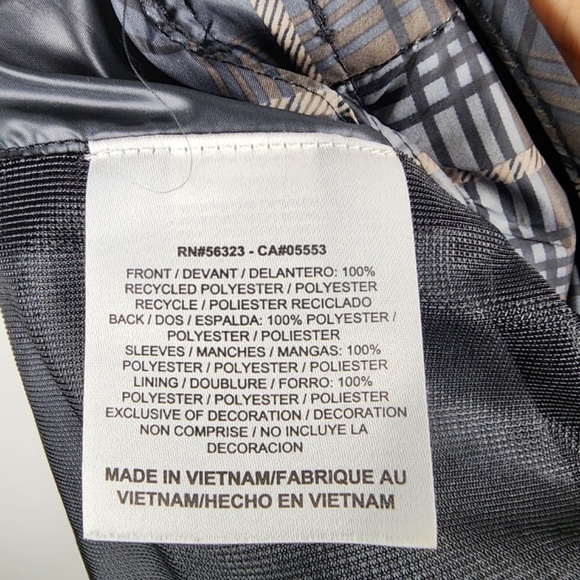 RN#56323 - CA#05553
FRONT / DEVANT / DELANTERO: 100%
RECYCLED POLYESTER / POLYESTER
RECYCLE / POLIESTER RECICLADO
BACK / DOS / ESPALDA: 100% POLYESTER /
POLYESTER / POLIESTER
SLEEVES / MANCHES / MANGAS: 100%
POLYESTER / POLYESTER / POLIESTER
LINING / DOUBLURE / FORRO: 100%
POLYESTER / POLYESTER / POLIESTER
EXCLUSIVE OF DECORATION / DECORATION
NON COMPRISE / NO INCLUYE LA
DECORACION
MADE IN VIETNAM/FABRIQUE AU
VIETNAM/HECHO EN VIETNAM